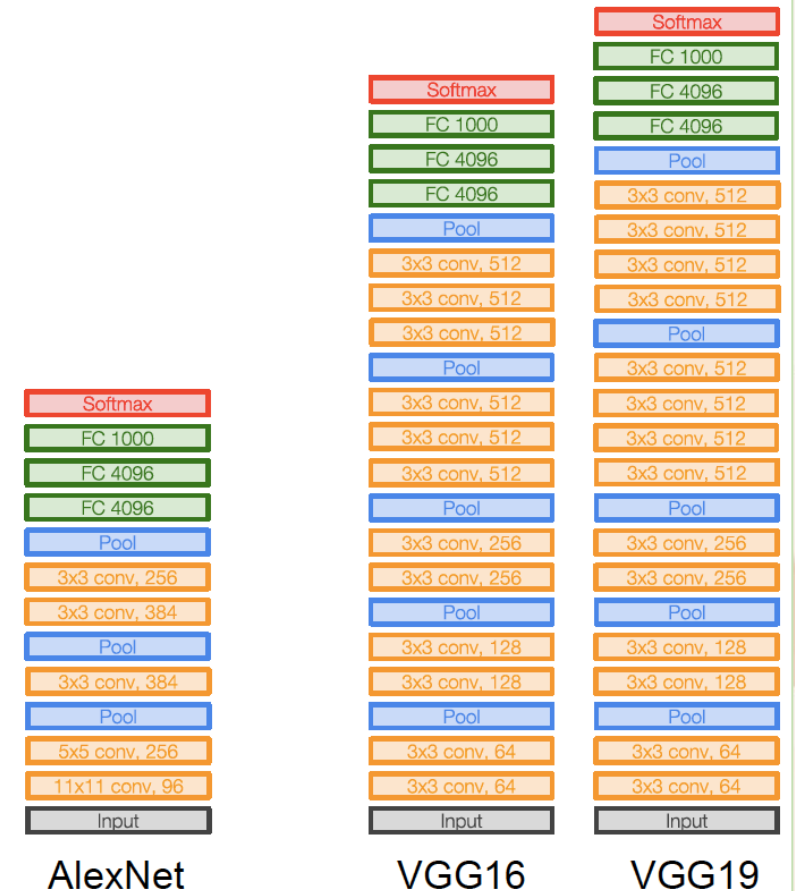 Softmax
FC 1000
FC 4096
FC 4096
Pool
3x3 conv, 256
3x3 conv, 384
Pool
3x3 conv, 384
Pool
5x5 conv, 256
11x11 conv, 96
Input
AlexNet
Softmax
FC 1000
FC 4096
FC 4096
Pool
3x3 conv, 512
3x3 conv, 512
3x3 conv, 512
Pool
3x3 conv, 512
3x3 conv, 512
3x3 conv, 512
Pool
3x3 conv, 256
3x3 conv, 256
Pool
3x3 conv, 128
3x3 conv, 128
Pool
3x3 conv, 64
3x3 conv, 64
Input
VGG16
Softmax
FC 1000
FC 4096
FC 4096
Pool
3x3 conv, 512
3x3 conv, 512
3x3 conv, 512
3x3 conv, 512
Pool
3x3 conv, 512
3x3 conv, 512
3x3 conv, 512
3x3 conv, 512
Pool
3x3 conv, 256
3x3 conv, 256
Pool
3x3 conv, 128
3x3 conv, 128
Pool
3x3 conv, 64
3x3 conv, 64
Input
VGG19